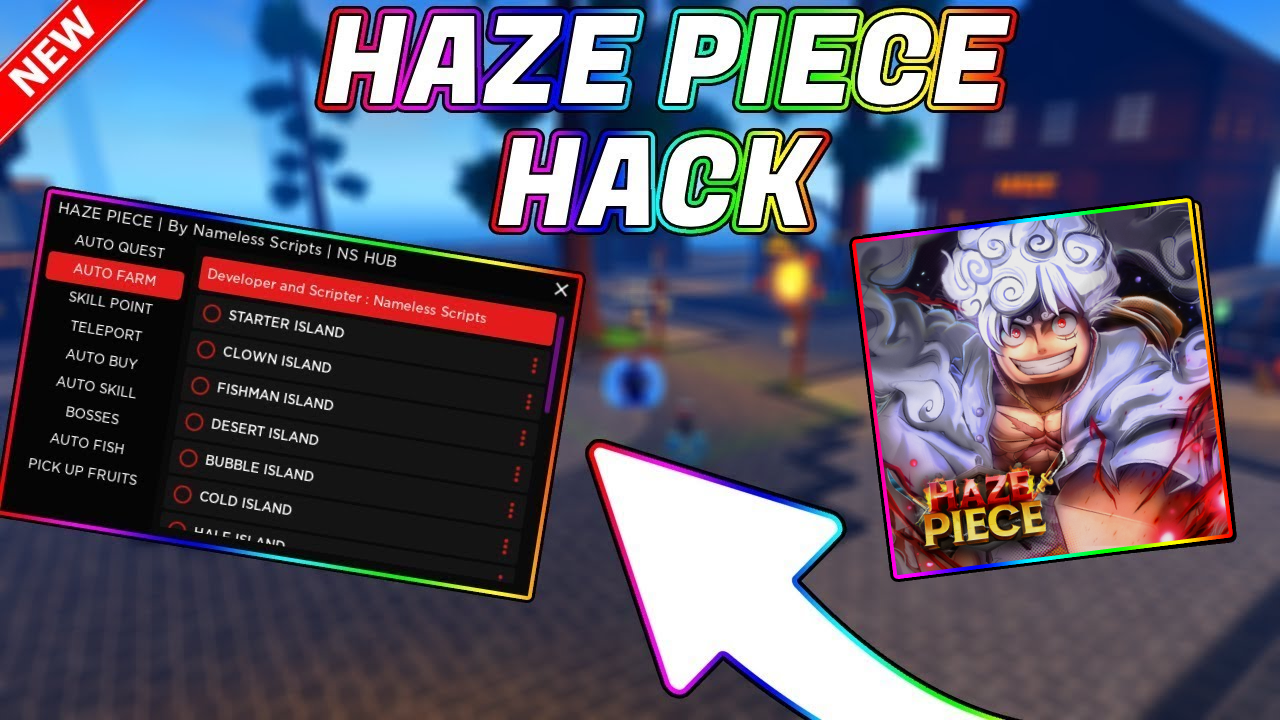 NEW
HAZE PIECE
HACK
HAZE PIECE | By Nameless Scripts | NS HUB
AUTO QUEST
AUTO FARM
SKILL POINT
TELEPORT
AUTO BUY
AUTO SKILL
BOSSES
AUTO FISH
PICK UP FRUITS
Developer and Scripter : Nameless Scripts
STARTER ISLAND
CLOWN ISLAND
FISHMAN ISLAND
DESERT ISLAND
BUBBLE ISLAND
COLD ISLAND
HALF ISLAND
HAZE
PIECE